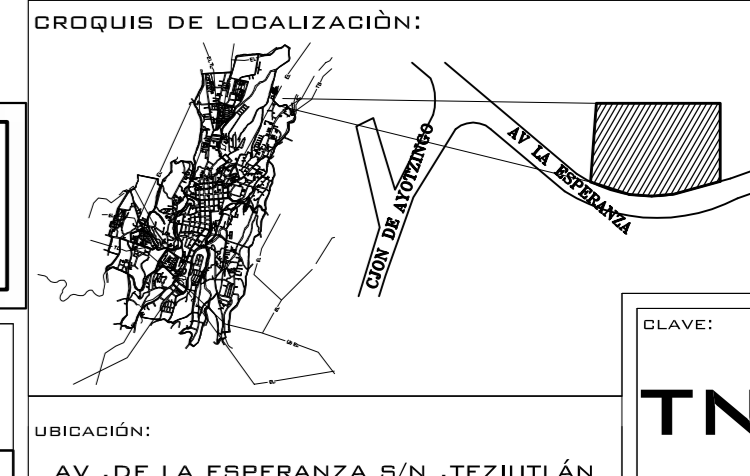 CROQUIS DE LOCALIZACIÒN:
CJON DE AYOTZINGO
AV LA ESPERANZA
CLAVE:
TN
UBICACIÓN:
AV .DE LA ESPERANZA S/N .TEZIUTLÁN